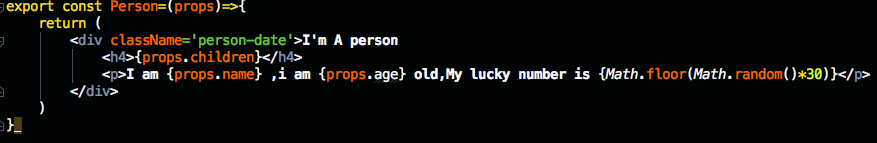 export const Person=(props)=>{
    return (
        <div className='person-date'>I'm A person
            <h4>{props.children}</h4>
            <p>I am {props.name} ,i am {props.age} old,My lucky number is {Math.floor(Math.random()*30)}</p>
        </div>
    )
}